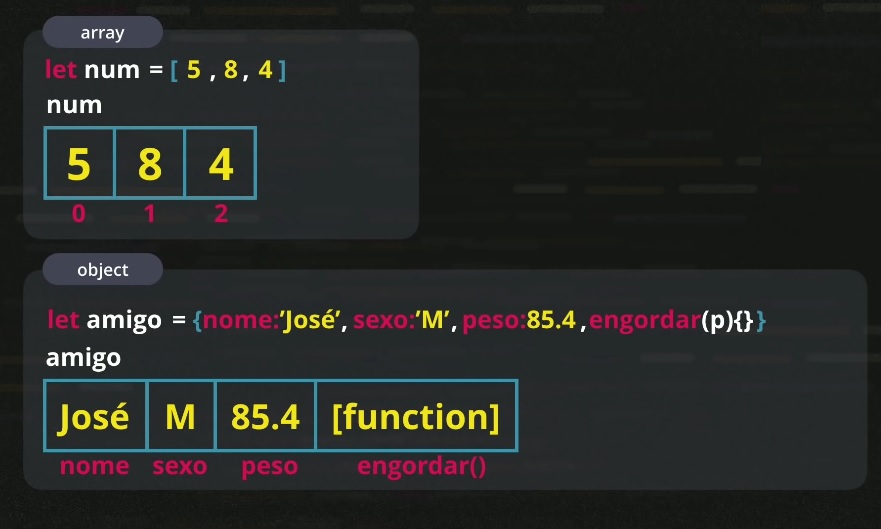 array
let num = [ 5 , 8 , 4 ]
num
5 8 4
0 1 2
object
let amigo = {nome:’José’, sexo:’M’, peso:85.4 ,engordar(p){}}
amigo
José M 85.4 [function]
nome sexo peso engordar()